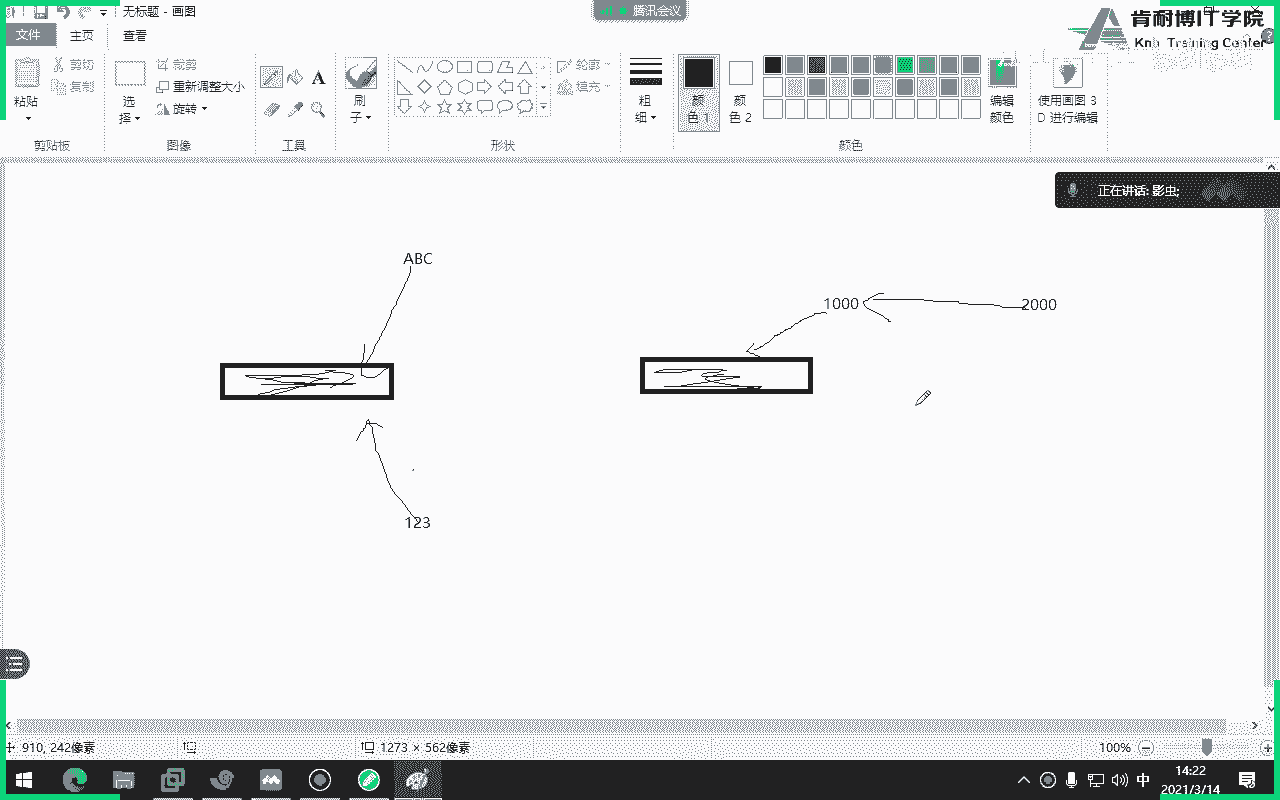 无标题 - 画图
腾讯会议
肯耐博IT学院
Training Center
文件
主页
查看
粘贴
剪切
复制
剪贴板
选择
裁剪
重新调整大小
旋转
图像
A
工具
刷子
形状
轮廓
填充
粗细
颜色 1
颜色 2
颜色
编辑颜色
使用画图 3D 进行编辑
正在讲话: 影虫;
ABC
1000
2000
123
910, 242像素
1273 × 562像素
100%
中
14:22
2021/3/14